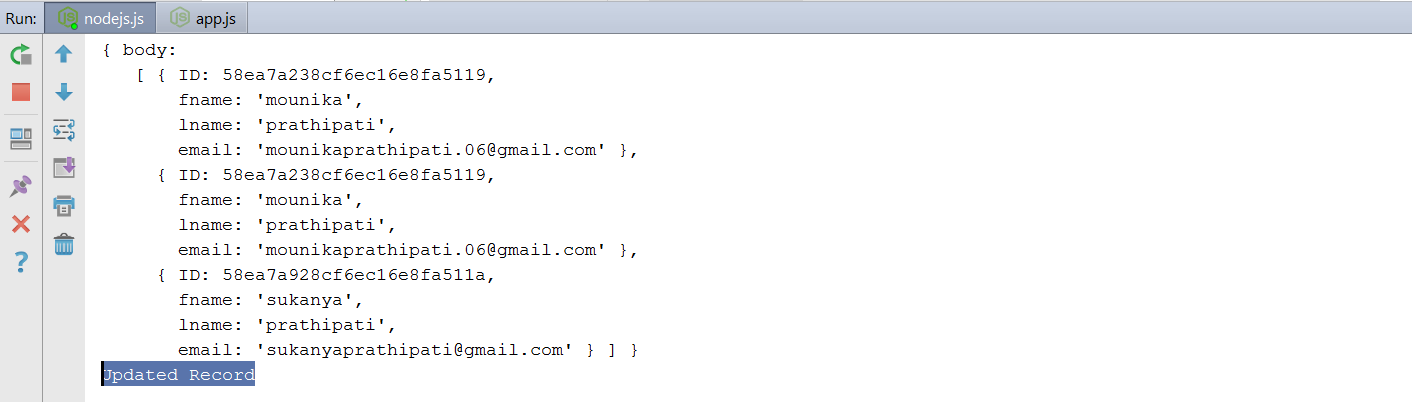 Run: nodejs.js app.js
{ body:
[ { ID: 58ea7a238cf6ec16e8fa5119,
fname: 'mounika',
lname: 'prathipati',
email: 'mounikaprathipati.06@gmail.com' },
{ ID: 58ea7a238cf6ec16e8fa5119,
fname: 'mounika',
lname: 'prathipati',
email: 'mounikaprathipati.06@gmail.com' },
{ ID: 58ea7a928cf6ec16e8fa511a,
fname: 'sukanya',
lname: 'prathipati',
email: 'sukanyaprathipati@gmail.com' } ] }
Updated Record